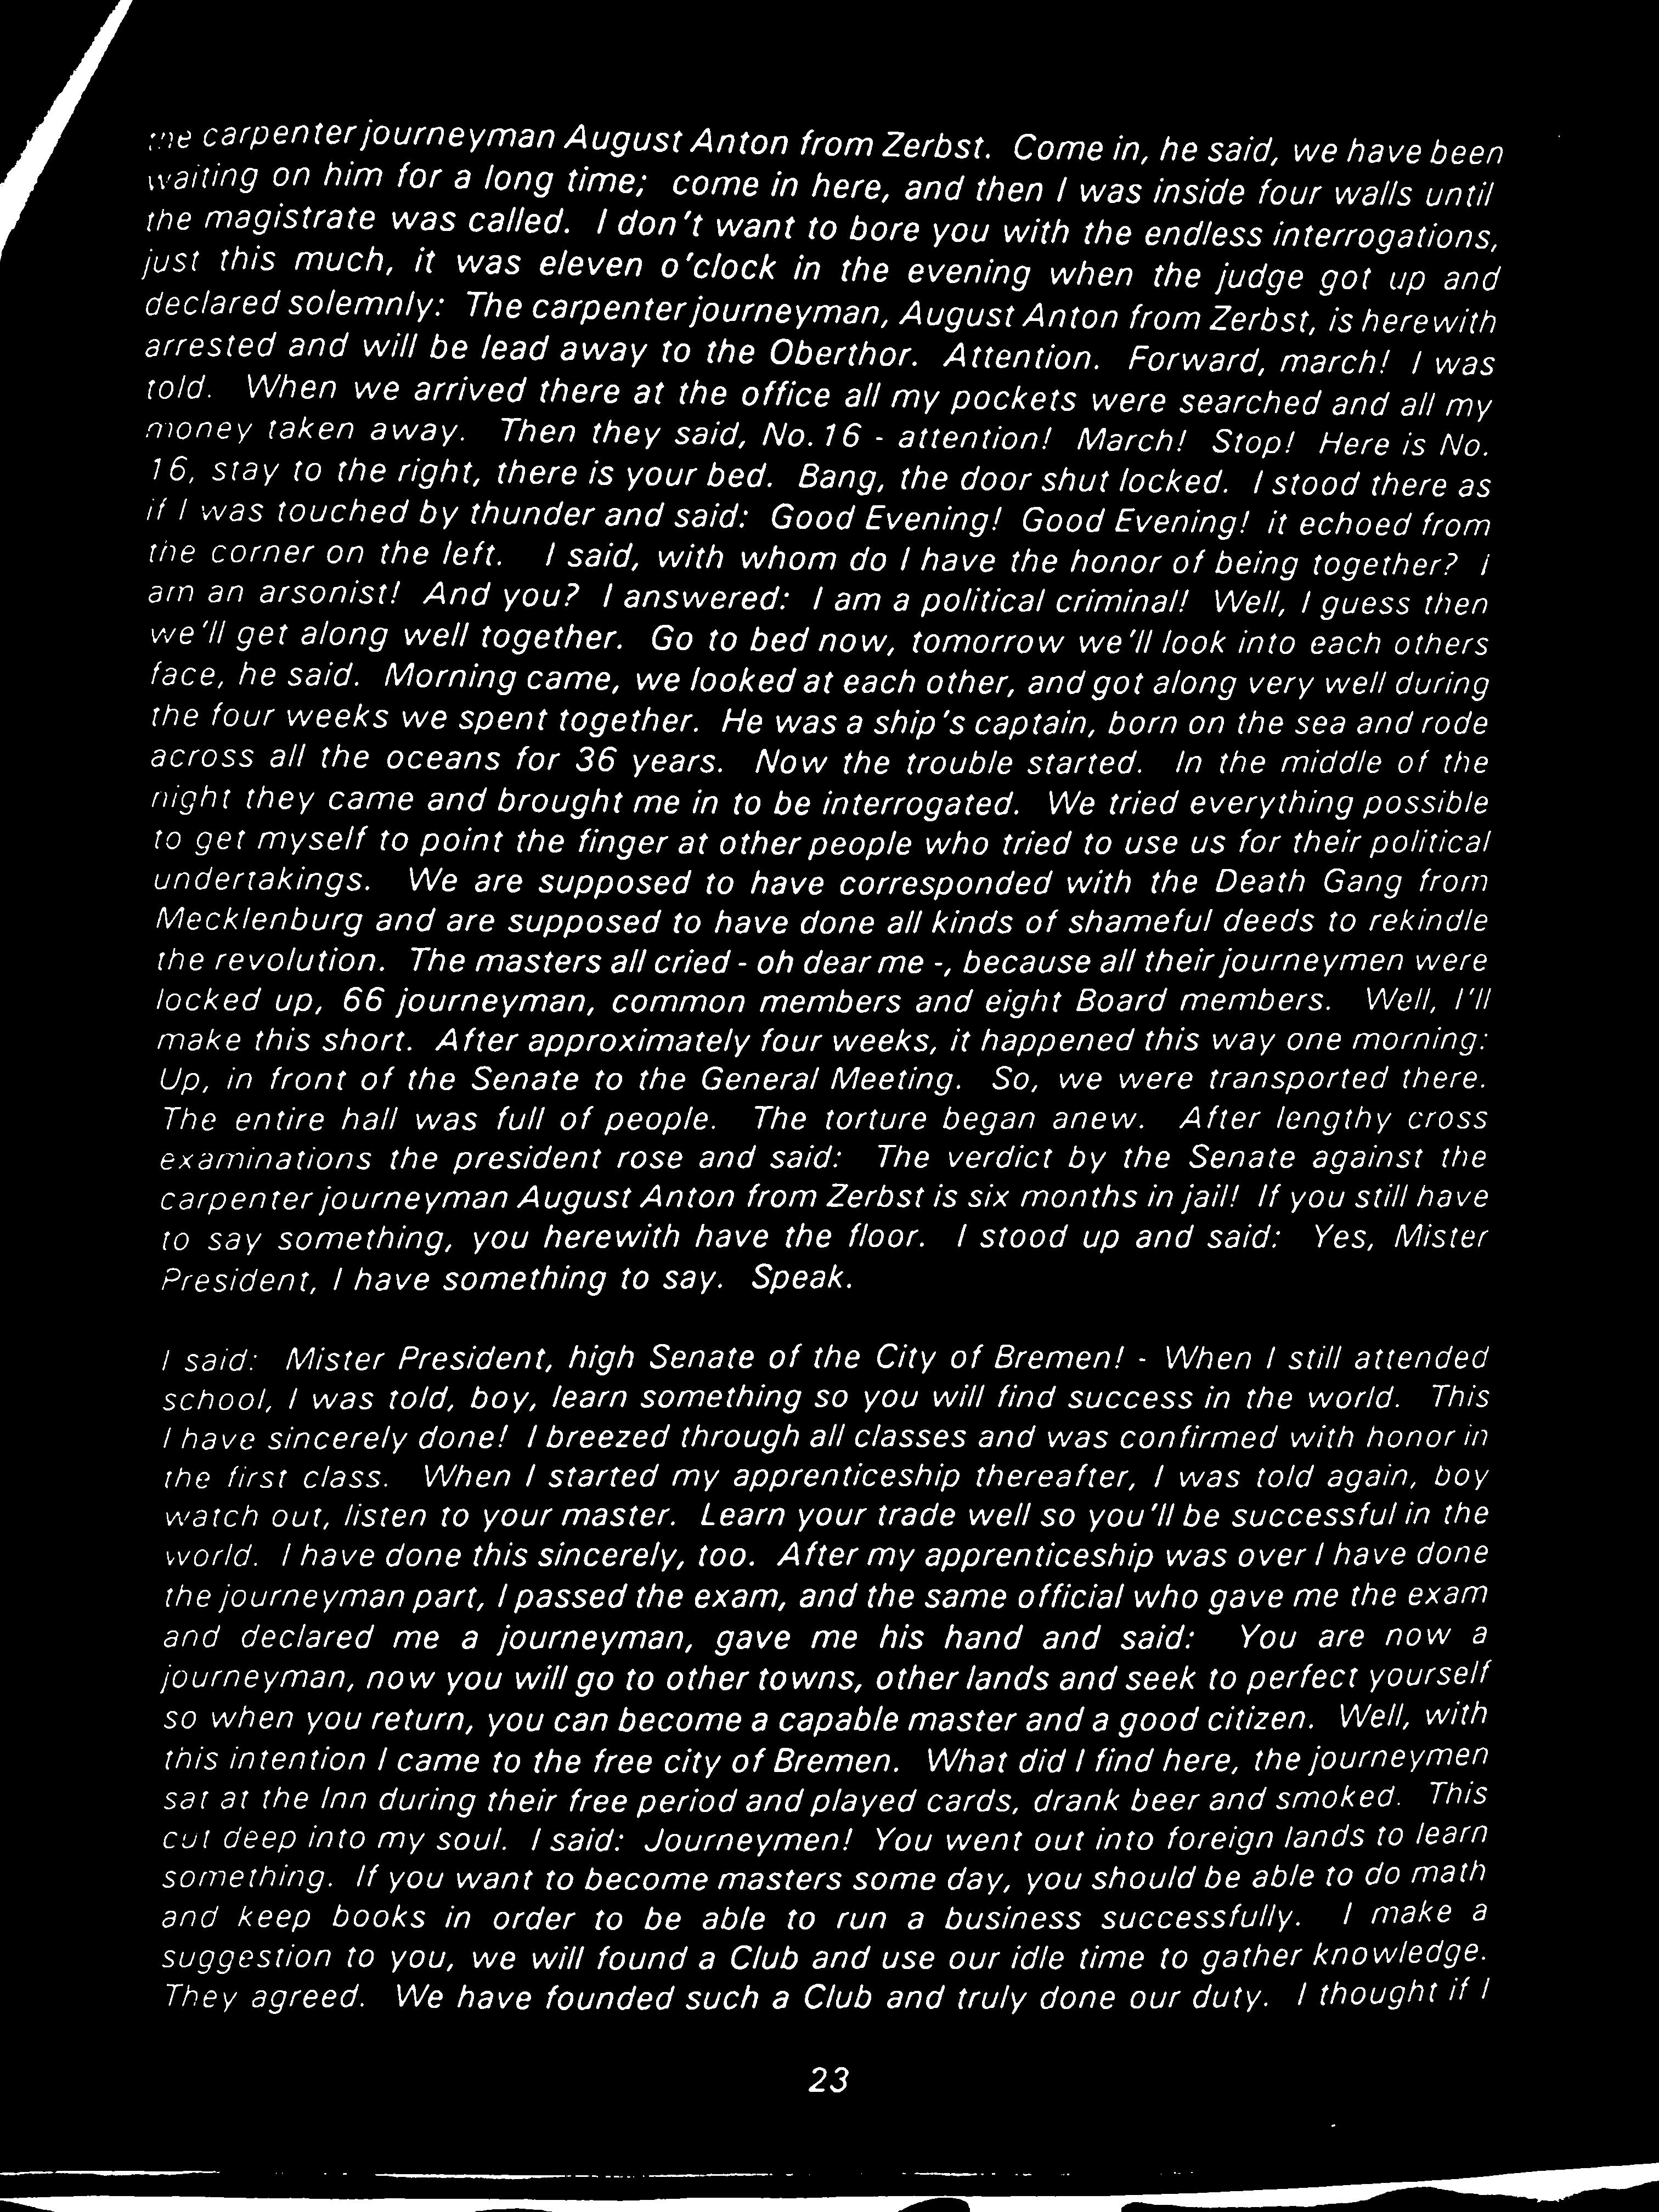 the carpenter journeyman August Anton from Zerbst. Come in, he said, we have been
waiting on him for a long time; come in here, and then I was inside four walls until
the magistrate was called. I don't want to bore you with the endless interrogations,
just this much, it was eleven o'clock in the evening when the judge got up and
declared solemnly: The carpenter journeyman, August Anton from Zerbst, is herewith
arrested and will be lead away to the Oberthor. Attention. Forward, march! I was
told. When we arrived there at the office all my pockets were searched and all my
money taken away. Then they said, No. 16 - attention! March! Stop! Here is No.
16, stay to the right, there is your bed. Bang, the door shut locked. I stood there as
if I was touched by thunder and said: Good Evening! Good Evening! it echoed from
the corner on the left. I said, with whom do I have the honor of being together? I
am an arsonist! And you? I answered: I am a political criminal! Well, I guess then
we'll get along well together. Go to bed now, tomorrow we'll look into each others
face, he said. Morning came, we looked at each other, and got along very well during
the four weeks we spent together. He was a ship's captain, born on the sea and rode
across all the oceans for 36 years. Now the trouble started. In the middle of the
night they came and brought me in to be interrogated. We tried everything possible
to get myself to point the finger at other people who tried to use us for their political
undertakings. We are supposed to have corresponded with the Death Gang from
Mecklenburg and are supposed to have done all kinds of shameful deeds to rekindle
the revolution. The masters all cried - oh dear me -, because all their journeymen were
locked up, 66 journeyman, common members and eight Board members. Well, I'll
make this short. After approximately four weeks, it happened this way one morning:
Up, in front of the Senate to the General Meeting. So, we were transported there.
The entire hall was full of people. The torture began anew. After lengthy cross
examinations the president rose and said: The verdict by the Senate against the
carpenter journeyman August Anton from Zerbst is six months in jail! If you still have
to say something, you herewith have the floor. I stood up and said: Yes, Mister
President, I have something to say. Speak.
I said: Mister President, high Senate of the City of Bremen! - When I still attended
school, I was told, boy, learn something so you will find success in the world. This
I have sincerely done! I breezed through all classes and was confirmed with honor in
the first class. When I started my apprenticeship thereafter, I was told again, boy
watch out, listen to your master. Learn your trade well so you'll be successful in the
world. I have done this sincerely, too. After my apprenticeship was over I have done
the journeyman part, I passed the exam, and the same official who gave me the exam
and declared me a journeyman, gave me his hand and said: You are now a
journeyman, now you will go to other towns, other lands and seek to perfect yourself
so when you return, you can become a capable master and a good citizen. Well, with
this intention I came to the free city of Bremen. What did I find here, the journeymen
sat at the Inn during their free period and played cards, drank beer and smoked. This
cut deep into my soul. I said: Journeymen! You went out into foreign lands to learn
something. If you want to become masters some day, you should be able to do math
and keep books in order to be able to run a business successfully. I make a
suggestion to you, we will found a Club and use our idle time to gather knowledge.
They agreed. We have founded such a Club and truly done our duty. I thought if I
23